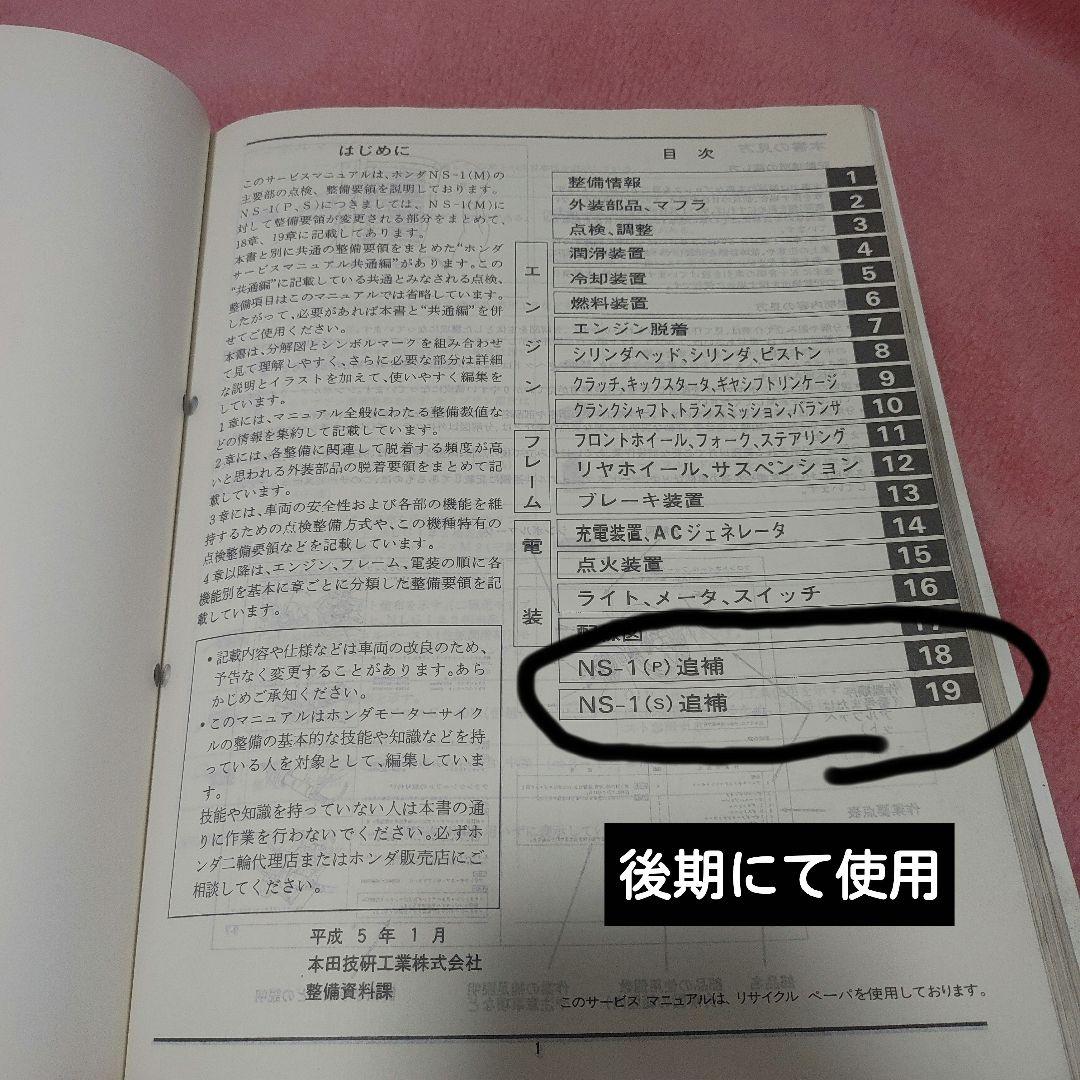 はじめに
このサービスマニュアルは、ホンダNS-1(M)の
主要部の点検、整備要領を説明しております。
NS-1(P、S)につきましては、NS-1(M)に
対して整備要領が変更される部分をまとめて、
18章、19章に記載してあります。
本書と別に共通の整備要領をまとめた“ホンダ
サービスマニュアル共通編”があります。この
“共通編”に記載している共通とみなされる点検、
整備項目はこのマニュアルでは省略しています。
したがって、必要があれば本書と“共通編”を併
せてご使用ください。
本書は、分解図とシンボルマークを組み合わせ
て見て理解しやすく、さらに必要な部分は詳細
な説明とイラストを加えて、使いやすく編集を
しています。
1章には、マニュアル全般にわたる整備数値な
どの情報を集約して記載しています。
2章には、各整備に関連して脱着する頻度が高
いと思われる外装部品の脱着要領をまとめて記
載しています。
3章には、車両の安全性および各部の機能を維
持するための点検整備方式や、この機種特有の
点検整備要領などを記載しています。
4章以降は、エンジン、フレーム、電装の順に各
機能別を基本に章ごとに分類した整備要領を記
載しています。
・記載内容や仕様などは車両の改良のため、
予告なく変更することがあります。あら
かじめご承知ください。
・このマニュアルはホンダモーターサイク
ルの整備の基本的な技能や知識などを持
っている人を対象として、編集していま
す。
技能や知識を持っていない人は本書の通
りに作業を行わないでください。必ずホ
ンダ二輪代理店またはホンダ販売店にご
相談してください。
平成5年1月
本田技研工業株式会社
整備資料課
目次
整備情報 1
外装部品、マフラ 2
点検、調整 3
エンジン
潤滑装置 4
冷却装置 5
燃料装置 6
エンジン脱着 7
シリンダヘッド、シリンダ、ピストン 8
クラッチ、キックスタータ、ギヤシフトリンケージ 9
クランクシャフト、トランスミッション、バランサ 10
フレーム
フロントホイール、フォーク、ステアリング 11
リヤホイール、サスペンション 12
ブレーキ装置 13
電装
充電装置、ACジェネレータ 14
点火装置 15
ライト、メータ、スイッチ 16
17
NS-1(P)追補 18
NS-1(S)追補 19
後期にて使用
このサービス マニュアルは、リサイクル ペーパを使用しております。
1